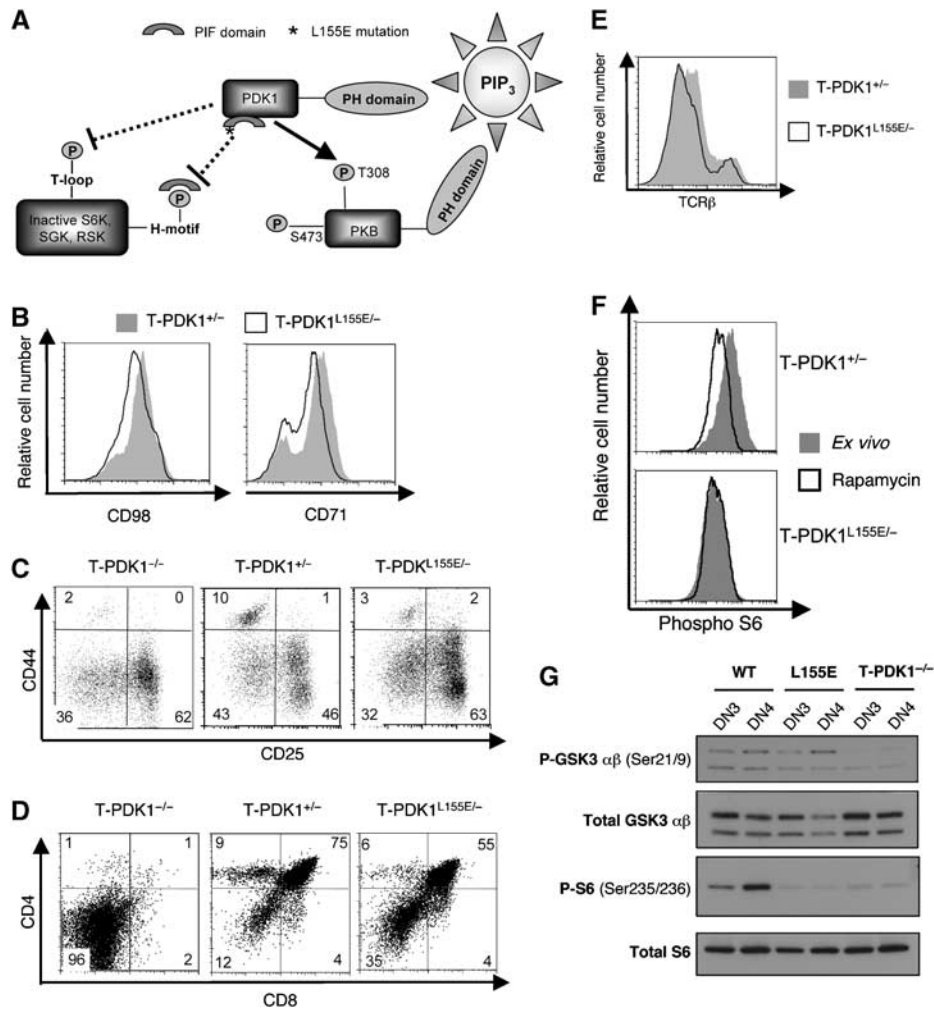 A
PIF domain
* L155E mutation
PDK1
PH domain
PIP3
*
P
T-loop
Inactive S6K,
SGK, RSK
P
H-motif
P
T308
P
S473
PKB
PH domain
B
T-PDK1+/–
T-PDK1L155E/–
Relative cell number
CD98
CD71
C
T-PDK1–/–
T-PDK1+/–
T-PDKL155E/–
2
0
36
62
10
1
43
46
3
2
32
63
CD44
CD25
D
T-PDK1–/–
T-PDK1+/–
T-PDK1L155E/–
1
1
96
2
9
75
12
4
6
55
35
4
CD4
CD8
E
Relative cell number
TCRβ
T-PDK1+/–
T-PDK1L155E/–
F
Relative cell number
T-PDK1+/–
Ex vivo
Rapamycin
T-PDK1L155E/–
Phospho S6
G
WT
L155E
T-PDK1–/–
DN3
DN4
DN3
DN4
DN3
DN4
P-GSK3 αβ (Ser21/9)
Total GSK3 αβ
P-S6 (Ser235/236)
Total S6